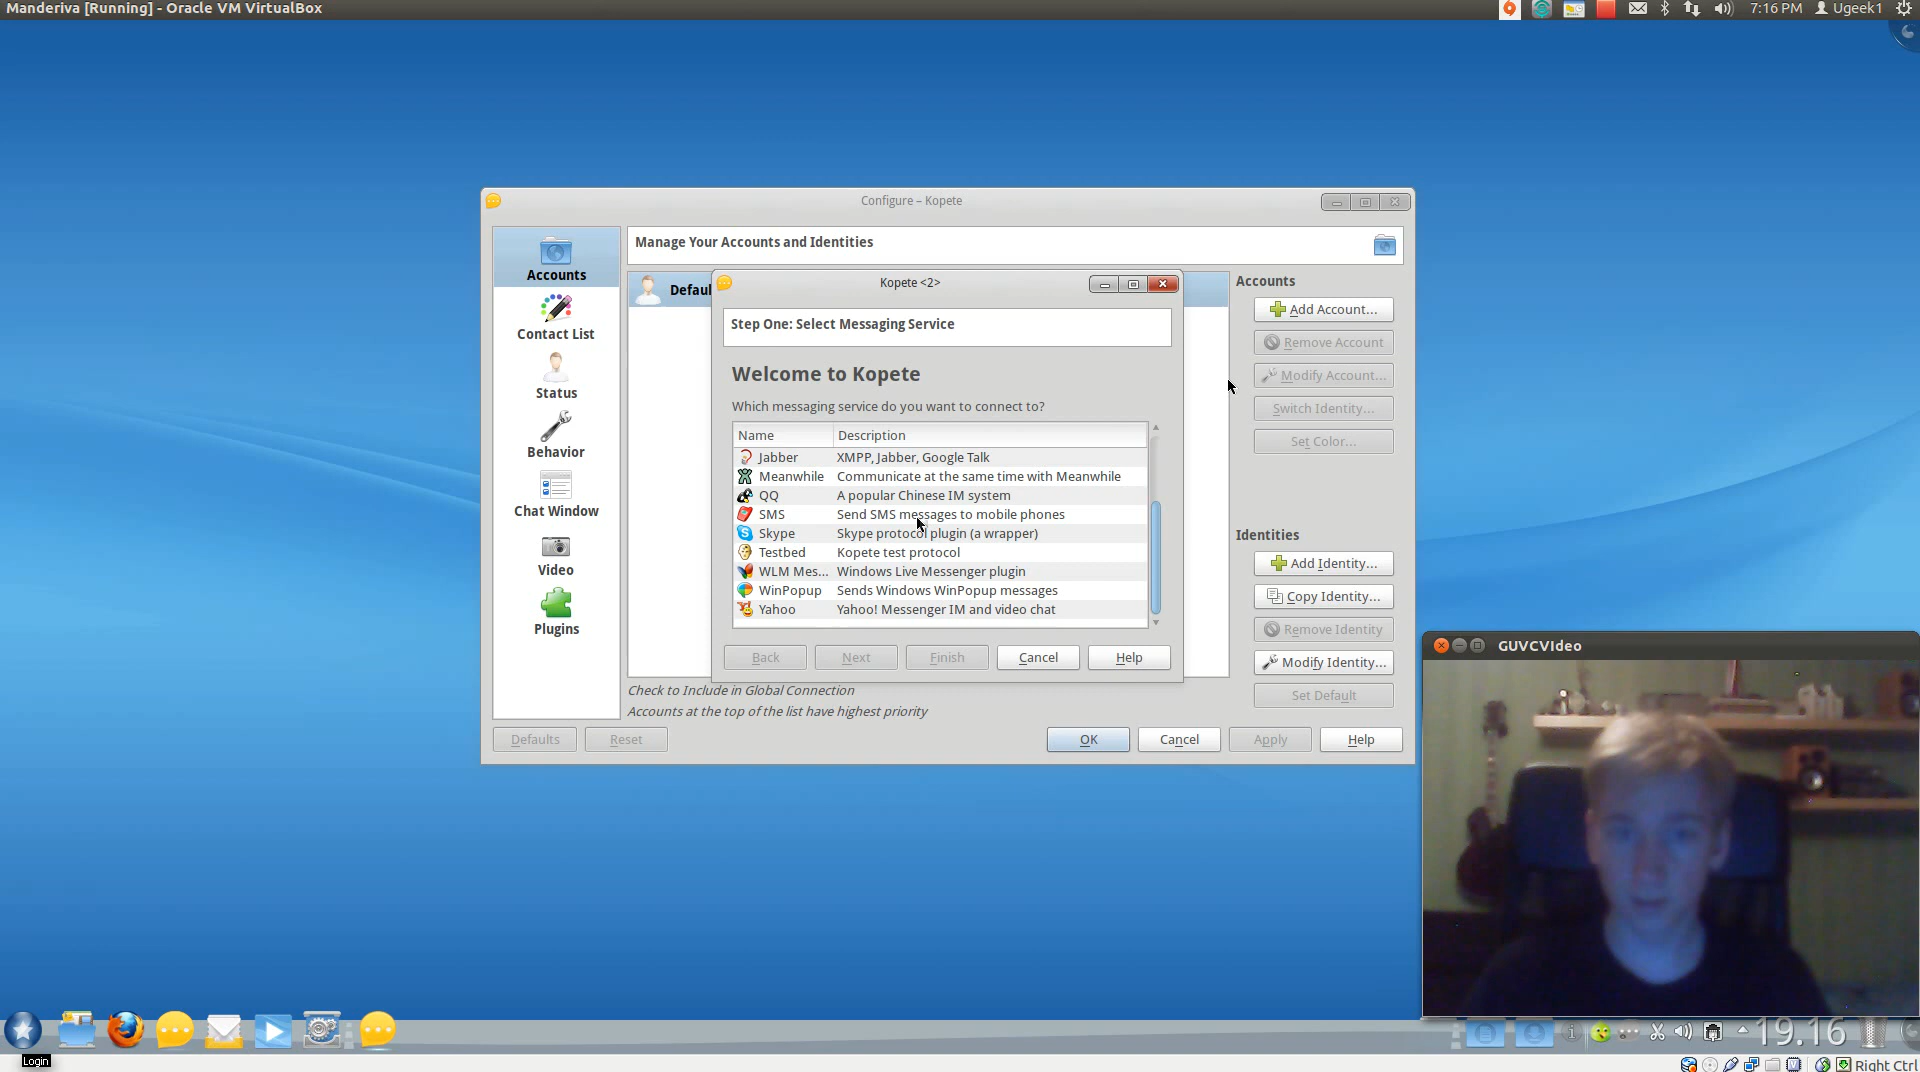 Manderiva [Running] - Oracle VM VirtualBox
7:16 PM
Ugeek1
Configure – Kopete
Accounts
Contact List
Status
Behavior
Chat Window
Video
Plugins
Manage Your Accounts and Identities
Defaul
Kopete <2>
Step One: Select Messaging Service
Welcome to Kopete
Which messaging service do you want to connect to?
Name Description
Jabber XMPP, Jabber, Google Talk
Meanwhile Communicate at the same time with Meanwhile
QQ A popular Chinese IM system
SMS Send SMS messages to mobile phones
Skype Skype protocol plugin (a wrapper)
Testbed Kopete test protocol
WLM Mes... Windows Live Messenger plugin
WinPopup Sends Windows WinPopup messages
Yahoo Yahoo! Messenger IM and video chat
Back Next Finish Cancel Help
Accounts
Add Account...
Remove Account
Modify Account...
Switch Identity...
Set Color...
Identities
Add Identity...
Copy Identity...
Remove Identity
Modify Identity...
Set Default
Check to Include in Global Connection
Accounts at the top of the list have highest priority
Defaults Reset OK Cancel Apply Help
GUVCVIdeo
19.16
Login
Right Ctrl